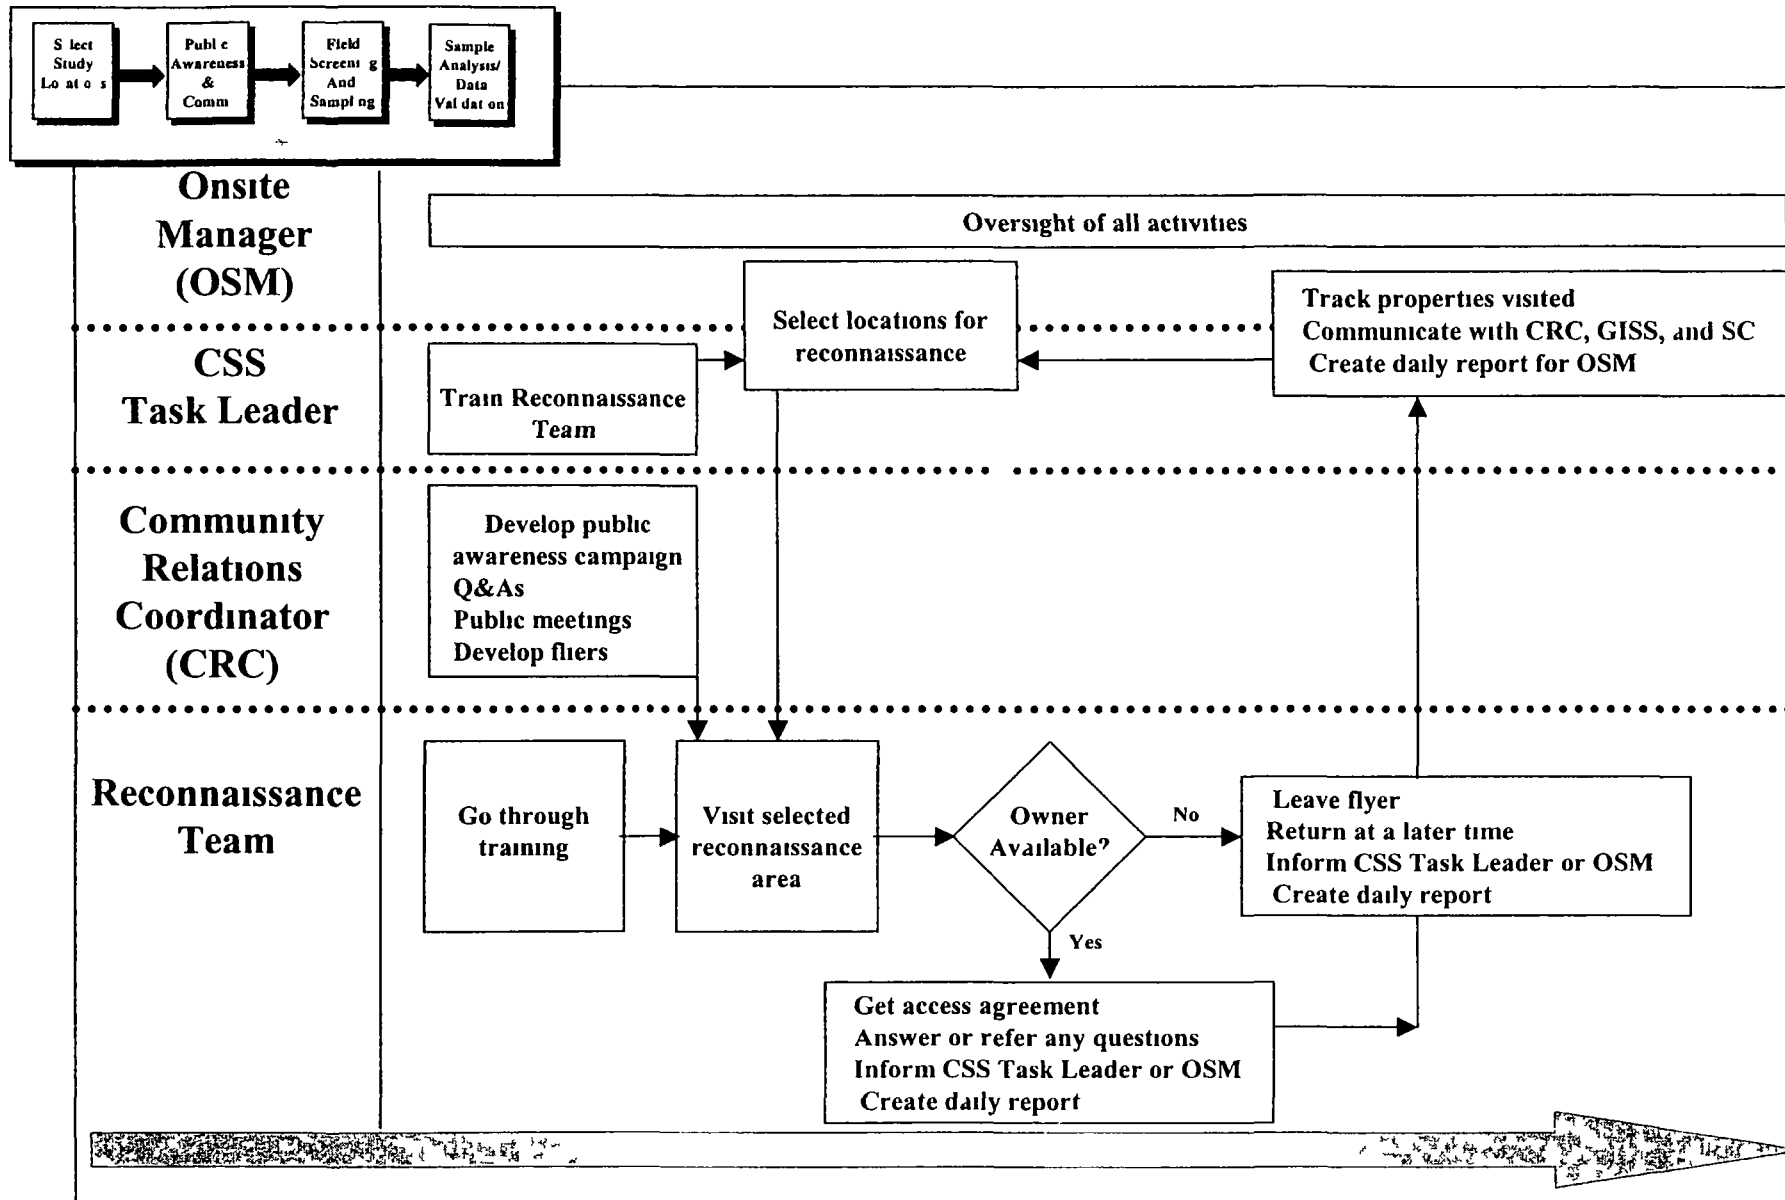 Study
Public
Awareness
&
Comm
Field
And
Sampling
Sample
Analysis/
Data
Validation
Onsite
Manager
(OSM)
Oversight of all activities
Select locations for
reconnaissance
Track properties visited
Communicate with CRC, GISS, and SC
Create daily report for OSM
CSS
Task Leader
Train Reconnaissance
Team
Community
Relations
Coordinator
(CRC)
Develop public
awareness campaign
Q&As
Public meetings
Develop fliers
Reconnaissance
Team
Go through
training
Visit selected
reconnaissance
area
Owner
Available?
No
Yes
Leave flyer
Return at a later time
Inform CSS Task Leader or OSM
Create daily report
Get access agreement
Answer or refer any questions
Inform CSS Task Leader or OSM
Create daily report